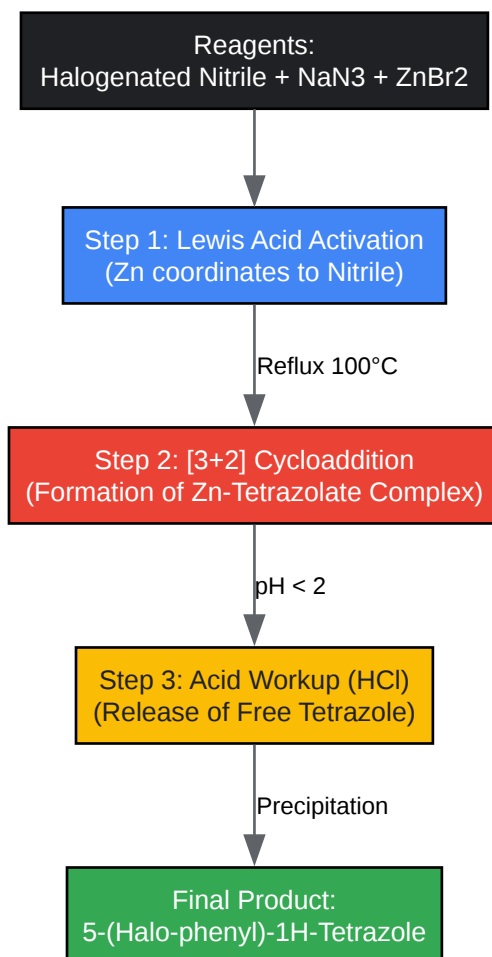 Reagents:
Halogenated Nitrile + NaN3 + ZnBr2
Step 1: Lewis Acid Activation
(Zn coordinates to Nitrile)
Reflux 100°C
Step 2: [3+2] Cycloaddition
(Formation of Zn-Tetrazolate Complex)
pH < 2
Step 3: Acid Workup (HCl)
(Release of Free Tetrazole)
Precipitation
Final Product:
5-(Halo-phenyl)-1H-Tetrazole